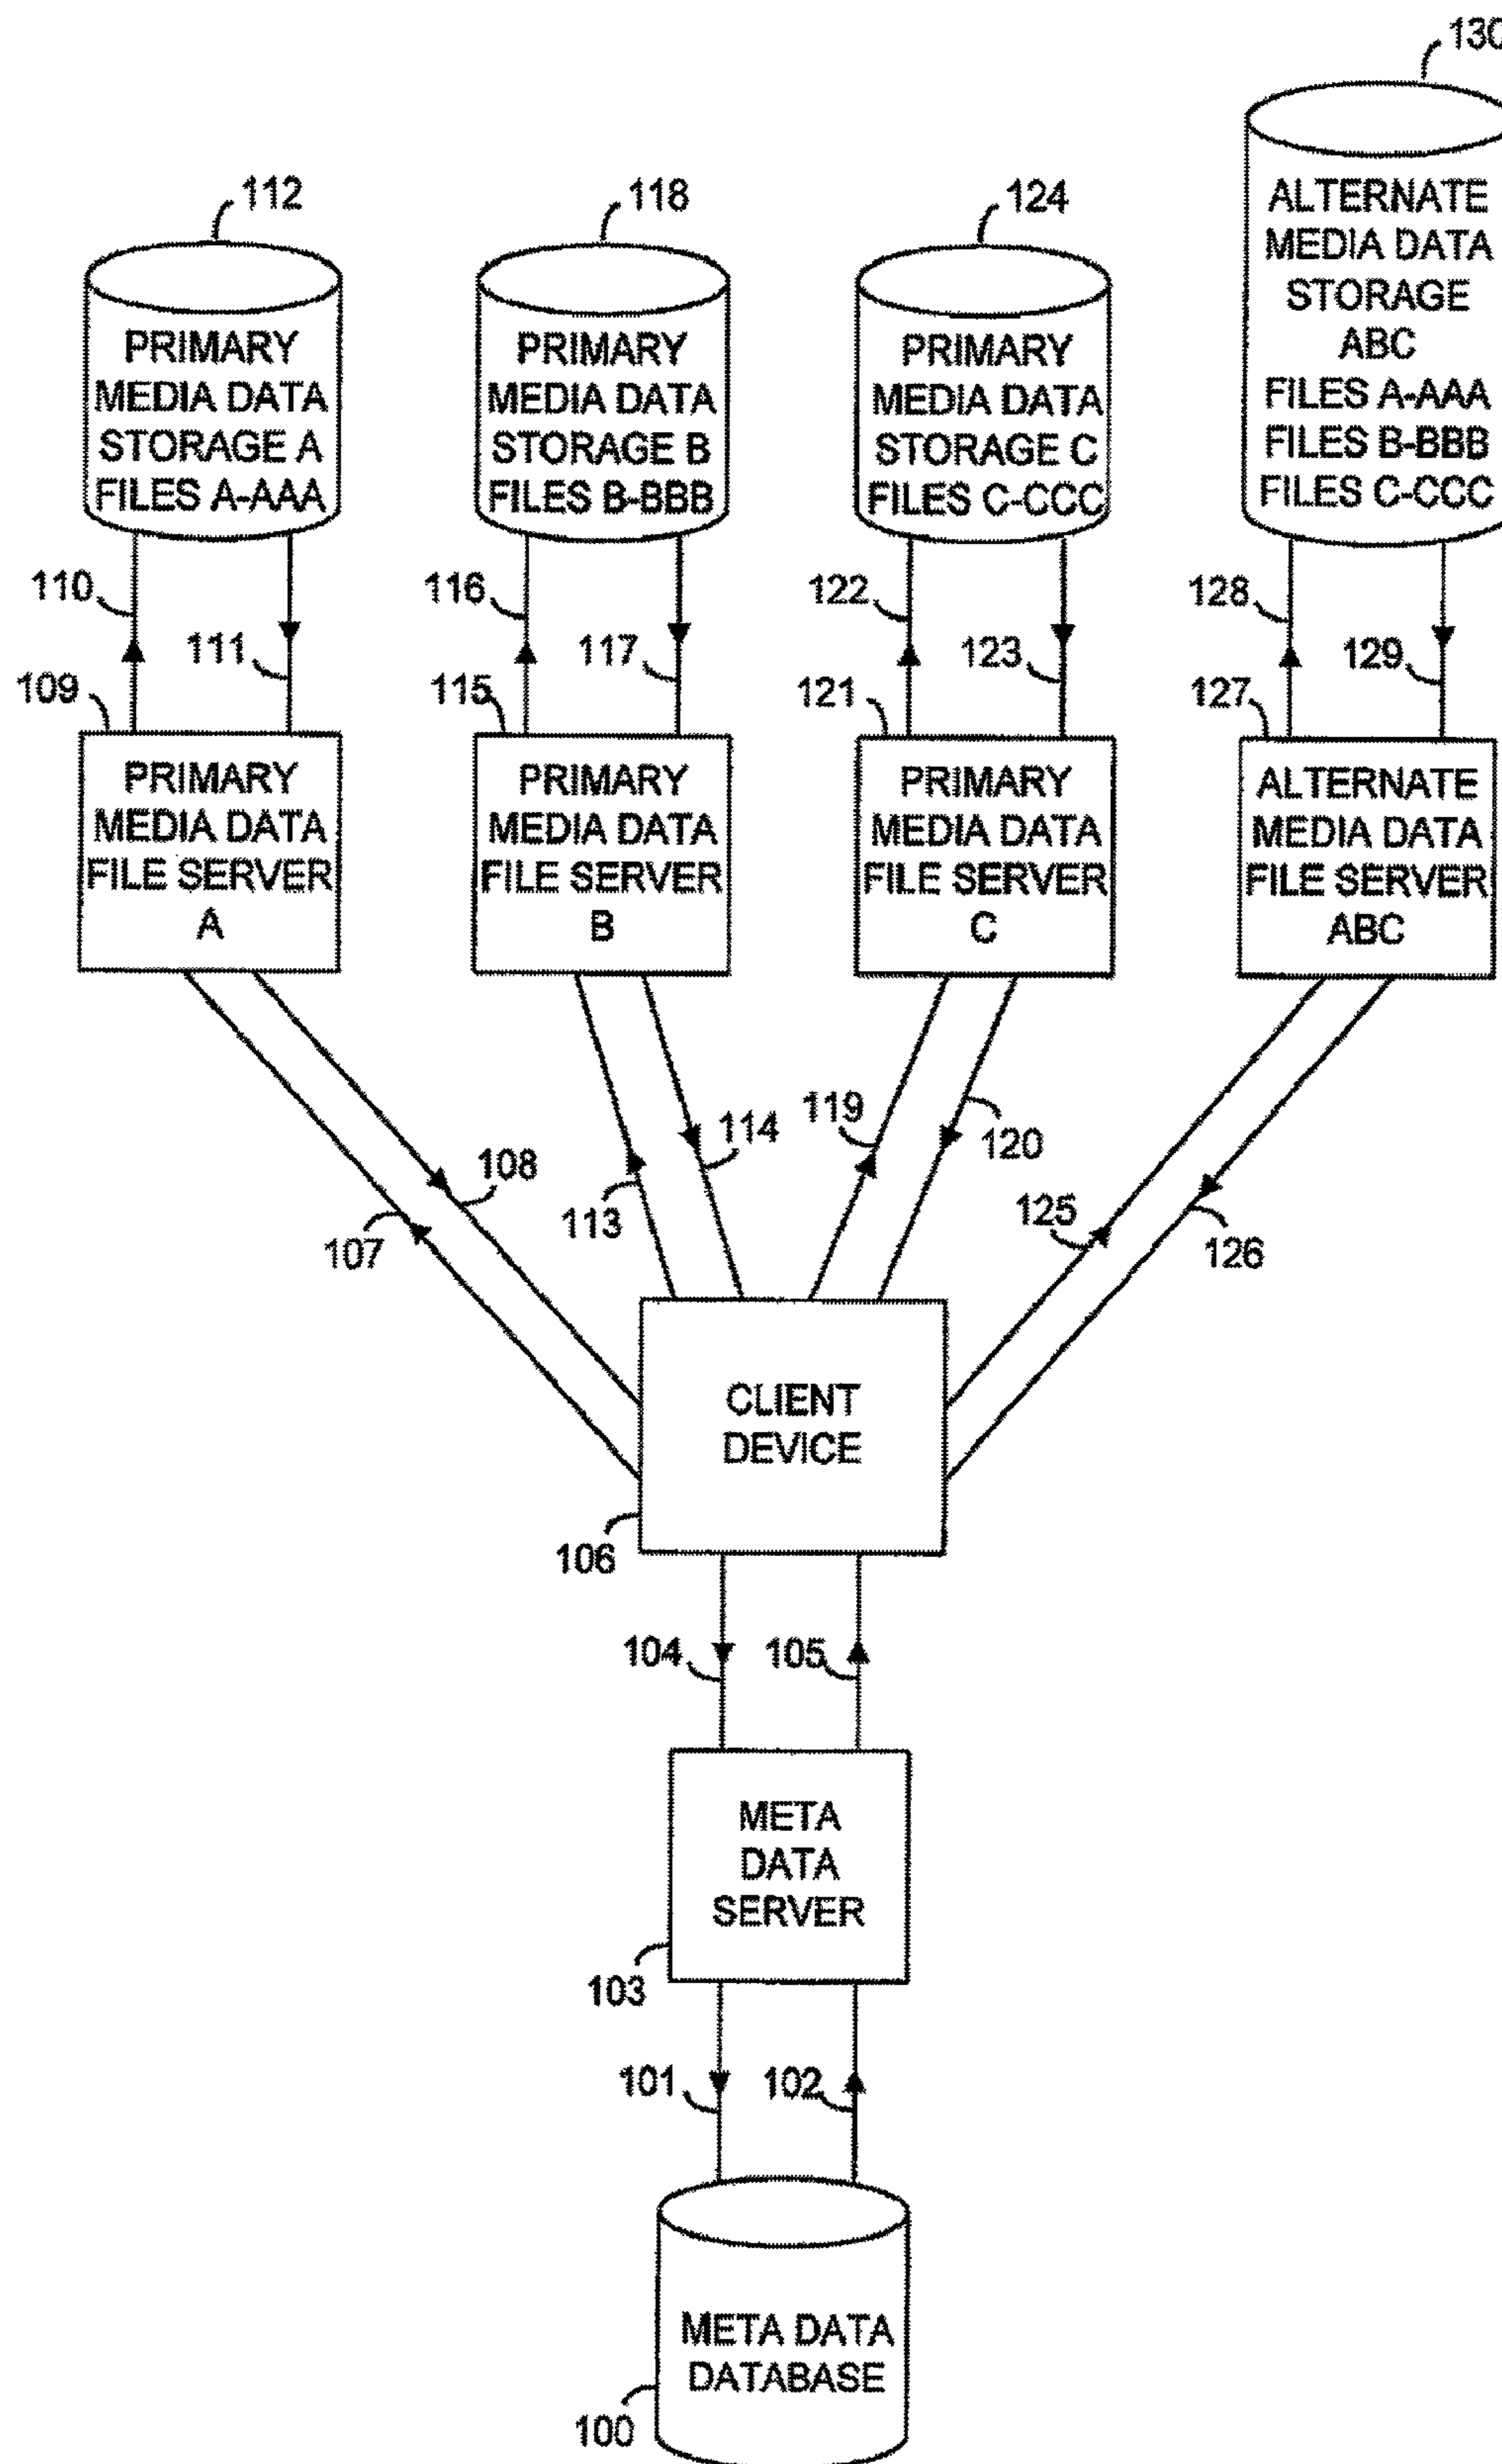 130
112
118
124
ALTERNATE
MEDIA DATA
STORAGE
ABC
FILES A-AAA
FILES B-BBB
FILES C-CCC
PRIMARY
MEDIA DATA
STORAGE A
FILES A-AAA
PRIMARY
MEDIA DATA
STORAGE B
FILES B-BBB
PRIMARY
MEDIA DATA
STORAGE C
FILES C-CCC
110
111
116
117
122
123
128
129
109
115
121
127
PRIMARY
MEDIA DATA
FILE SERVER
A
PRIMARY
MEDIA DATA
FILE SERVER
B
PRIMARY
MEDIA DATA
FILE SERVER
C
ALTERNATE
MEDIA DATA
FILE SERVER
ABC
107
108
113
114
119
120
125
126
CLIENT
DEVICE
106
104
105
META
DATA
SERVER
103
101
102
META DATA
DATABASE
100